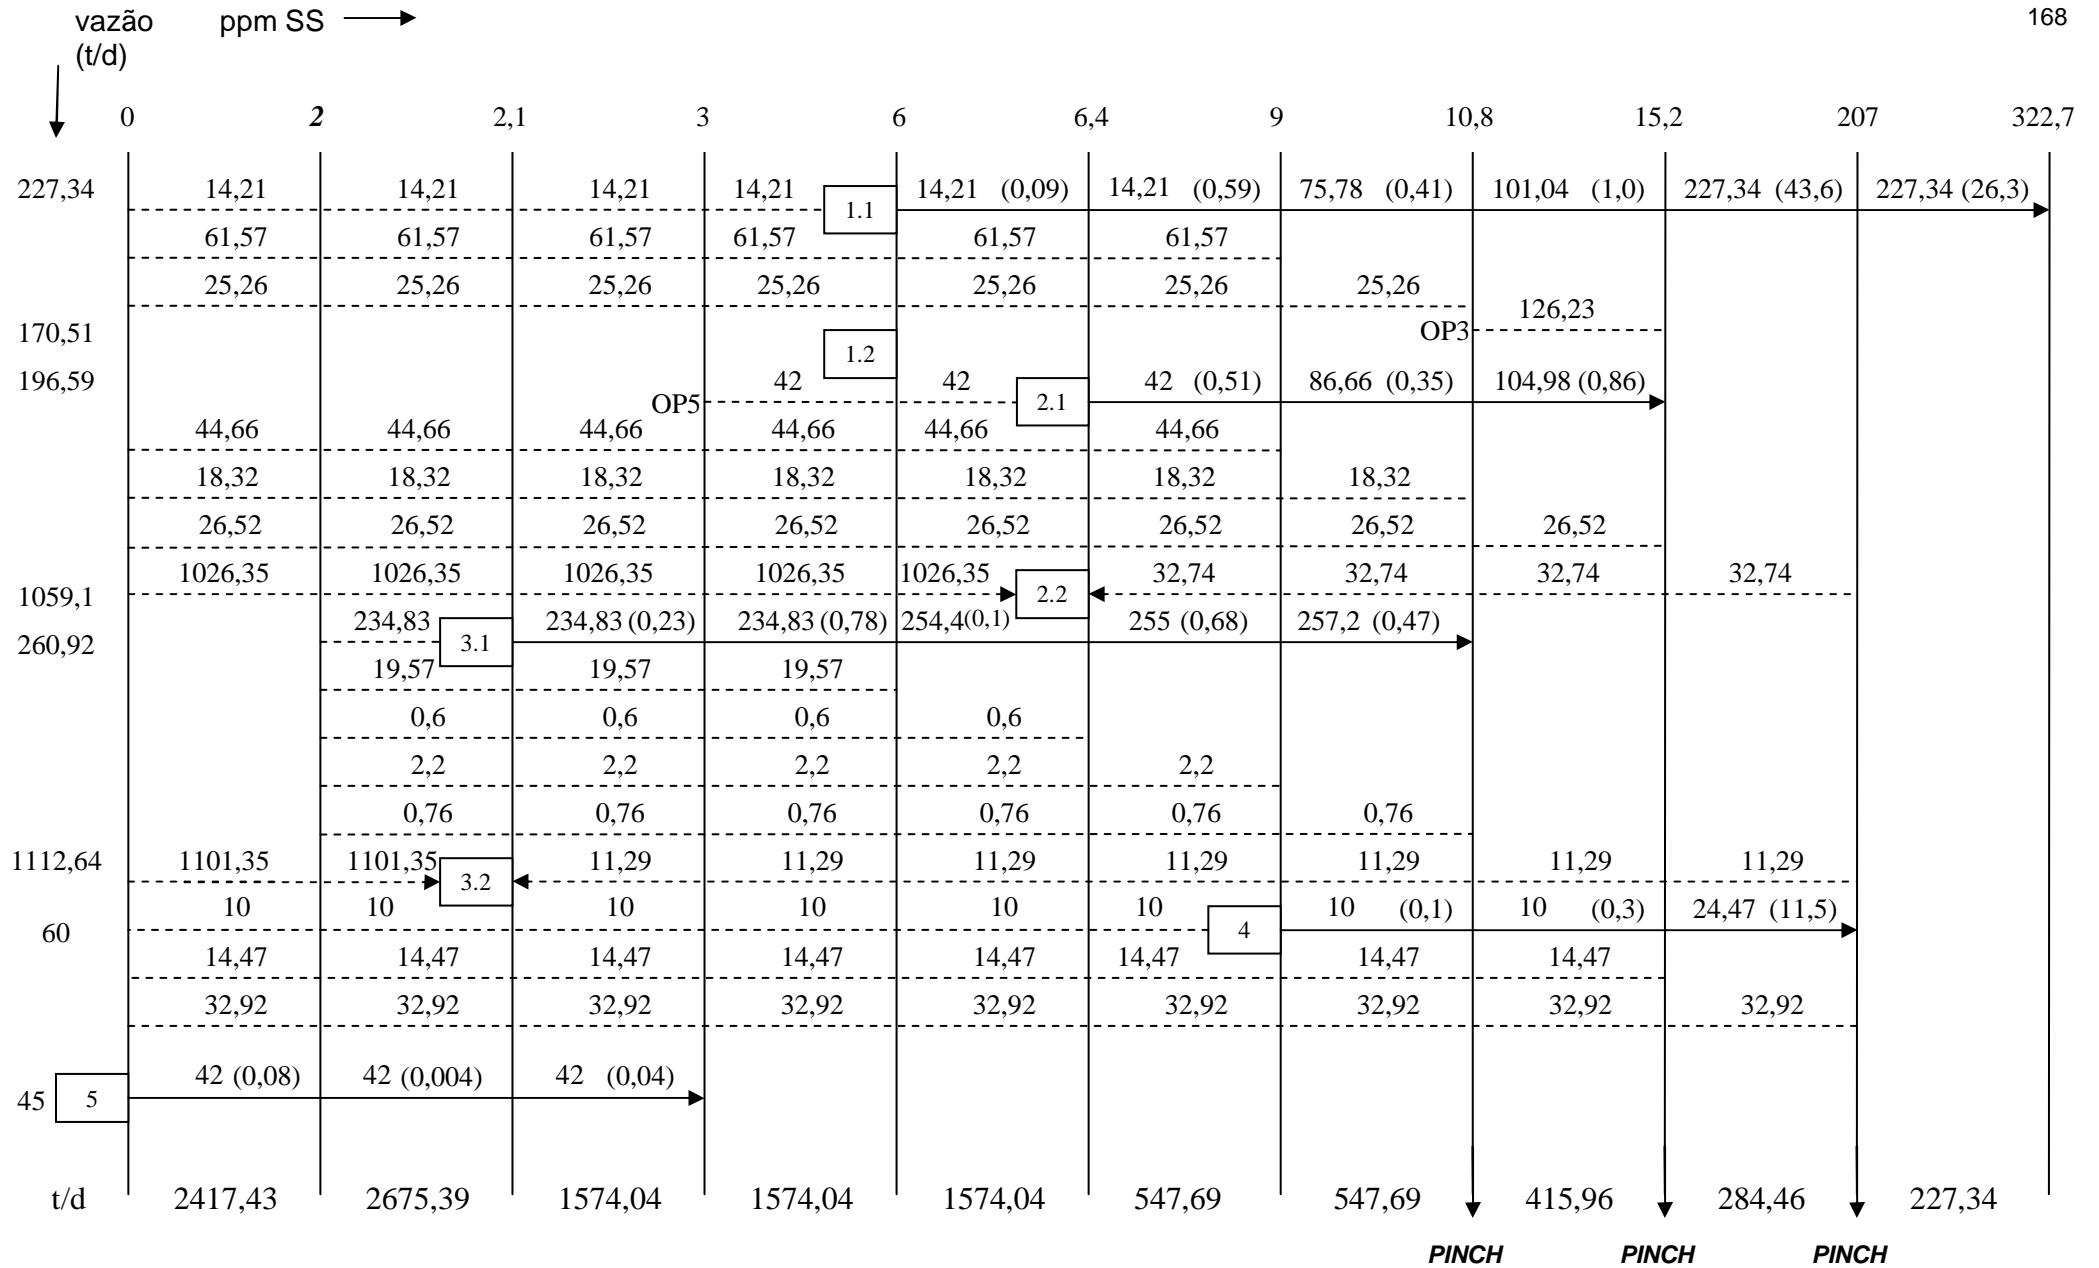 168
vazão ppm SS
(t/d)
0 2 2,1 3 6 6,4 9 10,8 15,2 207 322,7
227,34 14,21 14,21 14,21 14,21 1.1 14,21 (0,09) 14,21 (0,59) 75,78 (0,41) 101,04 (1,0) 227,34 (43,6) 227,34 (26,3)
61,57 61,57 61,57 61,57 61,57 61,57
25,26 25,26 25,26 25,26 25,26 25,26 25,26
170,51 1.2 OP3 126,23
196,59 OP5 42 42 2.1 42 (0,51) 86,66 (0,35) 104,98 (0,86)
44,66 44,66 44,66 44,66 44,66 44,66
18,32 18,32 18,32 18,32 18,32 18,32 18,32
26,52 26,52 26,52 26,52 26,52 26,52 26,52 26,52
1059,1 1026,35 1026,35 1026,35 1026,35 1026,35 2.2 32,74 32,74 32,74 32,74
260,92 234,83 3.1 234,83 (0,23) 234,83 (0,78) 254,4 (0,1) 255 (0,68) 257,2 (0,47)
19,57 19,57 19,57
0,6 0,6 0,6 0,6
2,2 2,2 2,2 2,2 2,2
0,76 0,76 0,76 0,76 0,76 0,76
1112,64 1101,35 1101,35 3.2 11,29 11,29 11,29 11,29 11,29 11,29 11,29
60 10 10 10 10 10 10 4 10 (0,1) 10 (0,3) 24,47 (11,5)
14,47 14,47 14,47 14,47 14,47 14,47 14,47 14,47
32,92 32,92 32,92 32,92 32,92 32,92 32,92 32,92 32,92
45 5 42 (0,08) 42 (0,004) 42 (0,04)
t/d 2417,43 2675,39 1574,04 1574,04 1574,04 547,69 547,69 415,96 284,46 227,34
PINCH PINCH PINCH